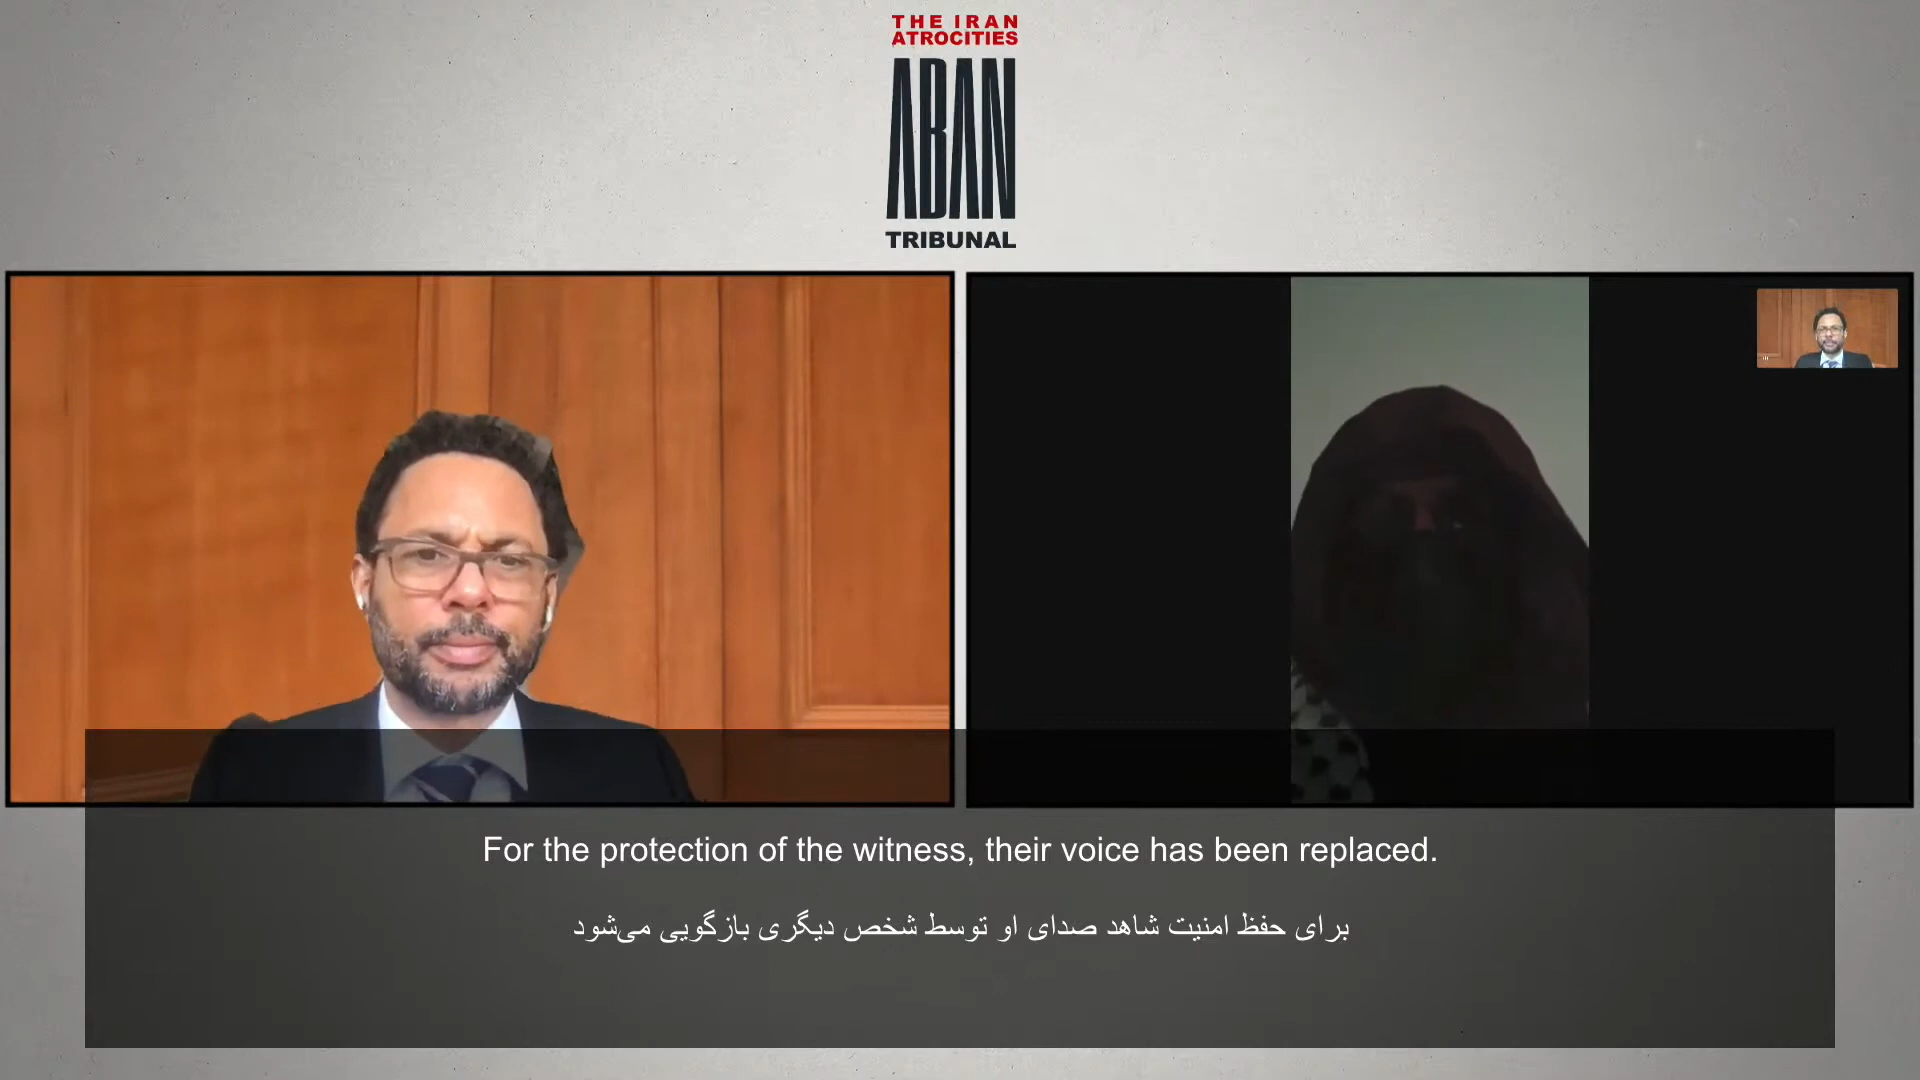 THE IRAN
ATROCITIES
ABAN
TRIBUNAL
For the protection of the witness, their voice has been replaced.
برای حفظ امنیت شاهد صدای او توسط شخص دیگری بازگویی می‌شود